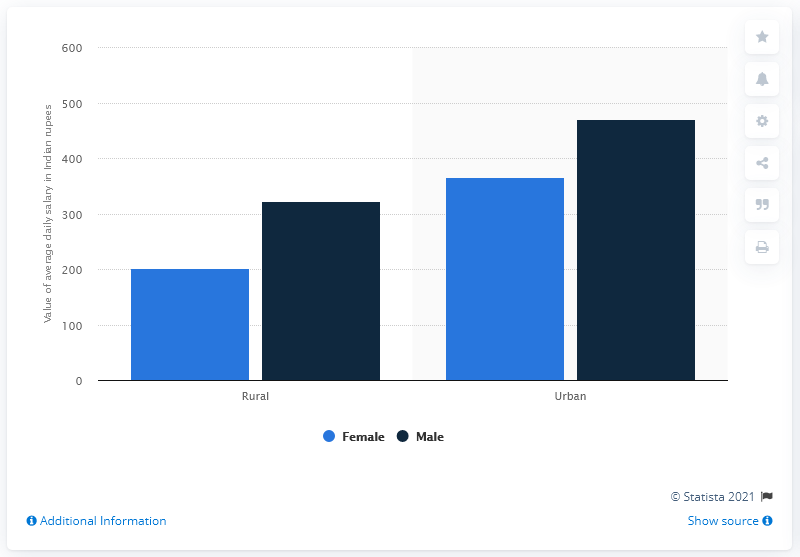 600
500
400
300
200
100
0
Value of average daily salary in Indian rupees
Rural Urban
Female Male
© Statista 2021
Additional Information Show source